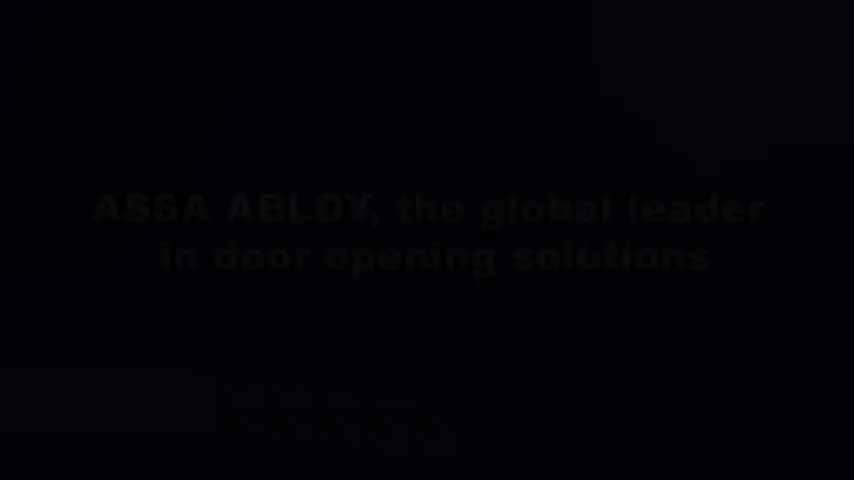 ASSA ABLOY, the global leader
in door opening solutions